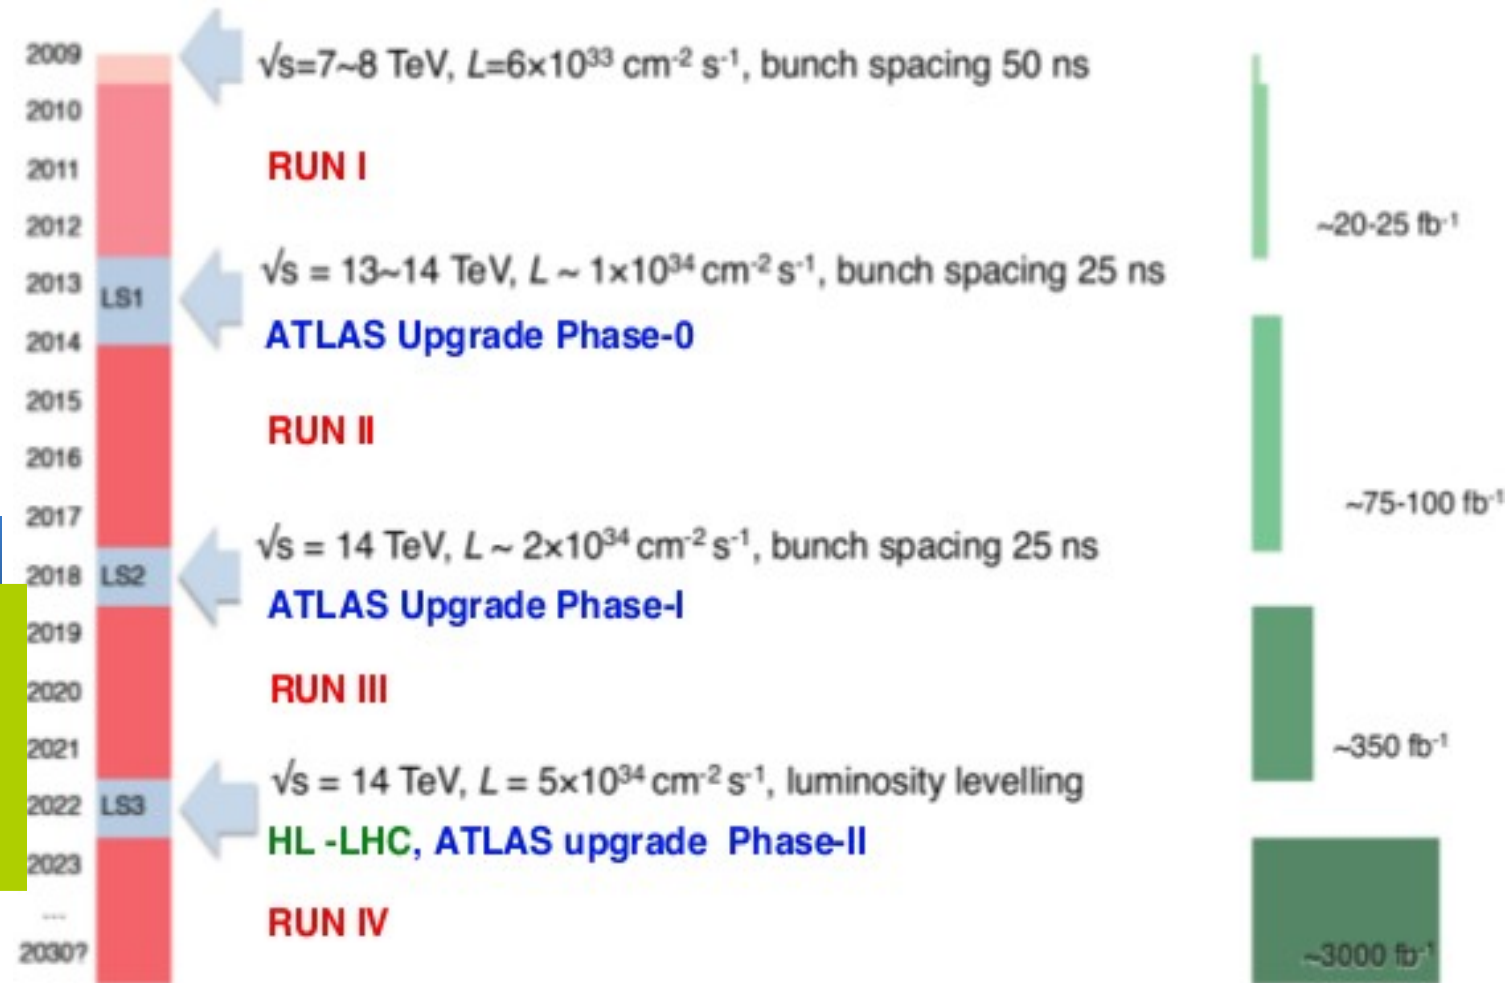 2009
√s=7~8 TeV, L=6×10³³ cm⁻² s⁻¹, bunch spacing 50 ns
2010
RUN I
2011
2012
~20-25 fb⁻¹
√s = 13~14 TeV, L ~ 1×10³⁴ cm⁻² s⁻¹, bunch spacing 25 ns
2013
LS1
ATLAS Upgrade Phase-0
2014
2015
RUN II
2016
2017
~75-100 fb⁻¹
√s = 14 TeV, L ~ 2×10³⁴ cm⁻² s⁻¹, bunch spacing 25 ns
2018
LS2
ATLAS Upgrade Phase-I
2019
2020
RUN III
2021
~350 fb⁻¹
√s = 14 TeV, L = 5×10³⁴ cm⁻² s⁻¹, luminosity levelling
2022
LS3
HL -LHC, ATLAS upgrade Phase-II
2023
...
RUN IV
2030?
~3000 fb⁻¹